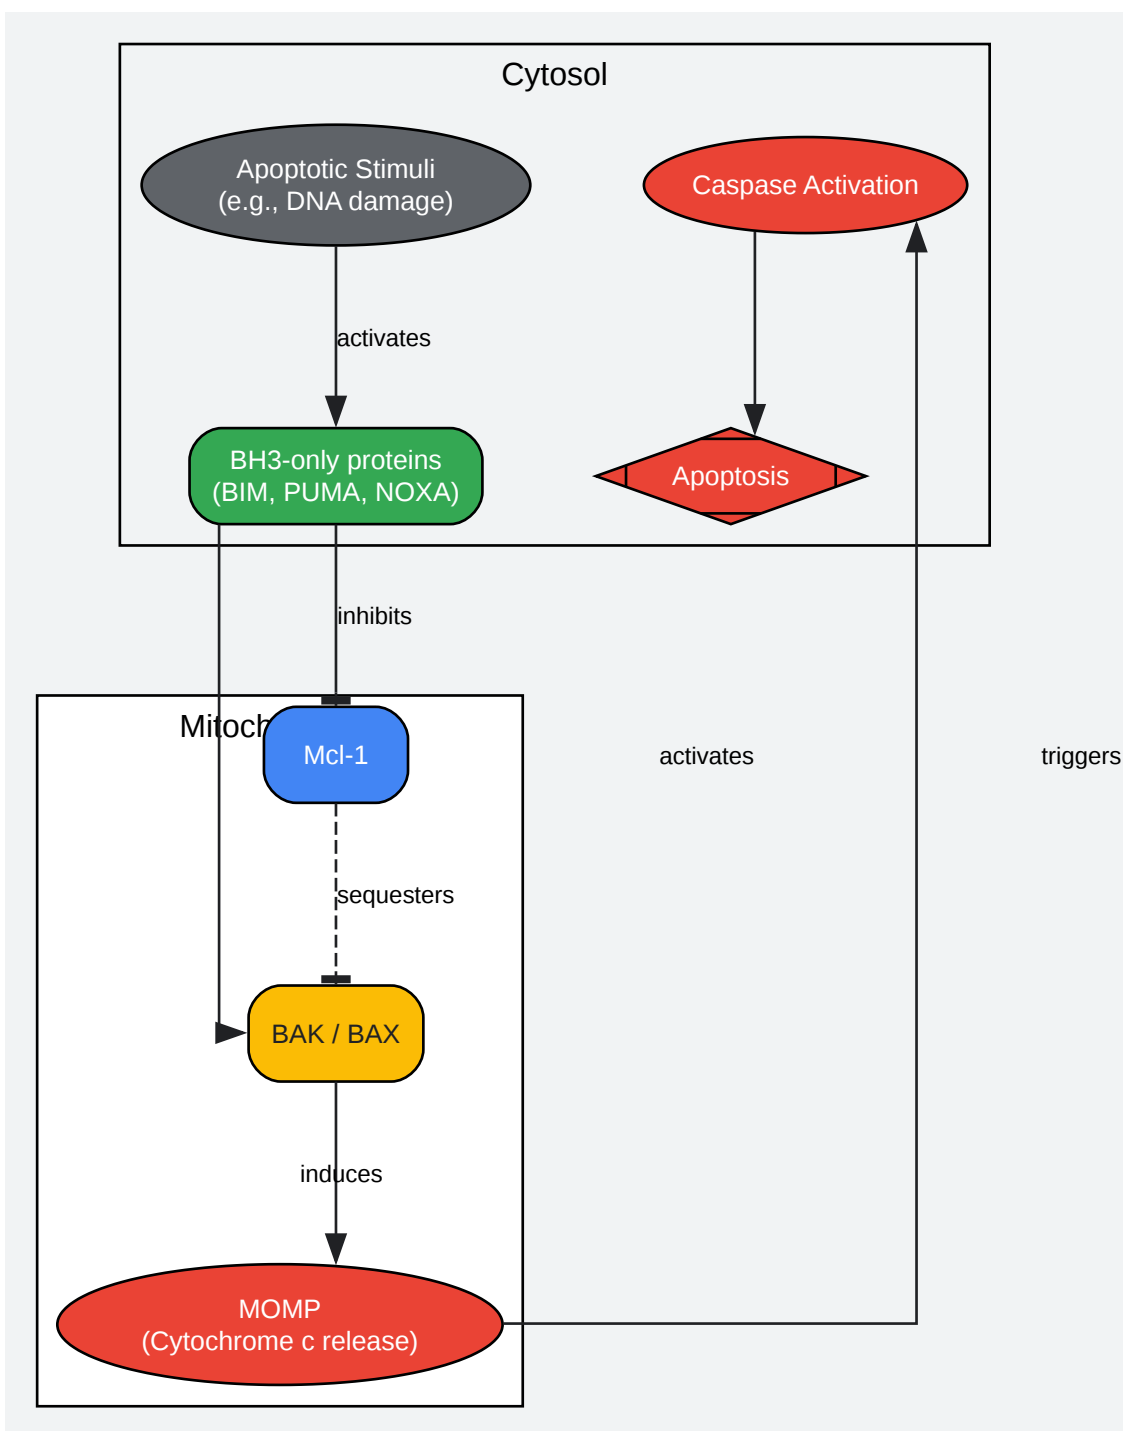 Cytosol
Apoptotic Stimuli
(e.g., DNA damage)
Caspase Activation
activates
BH3-only proteins
(BIM, PUMA, NOXA)
Apoptosis
inhibits
Mitoch
Mcl-1
activates
triggers
sequesters
BAK / BAX
induces
MOMP
(Cytochrome c release)